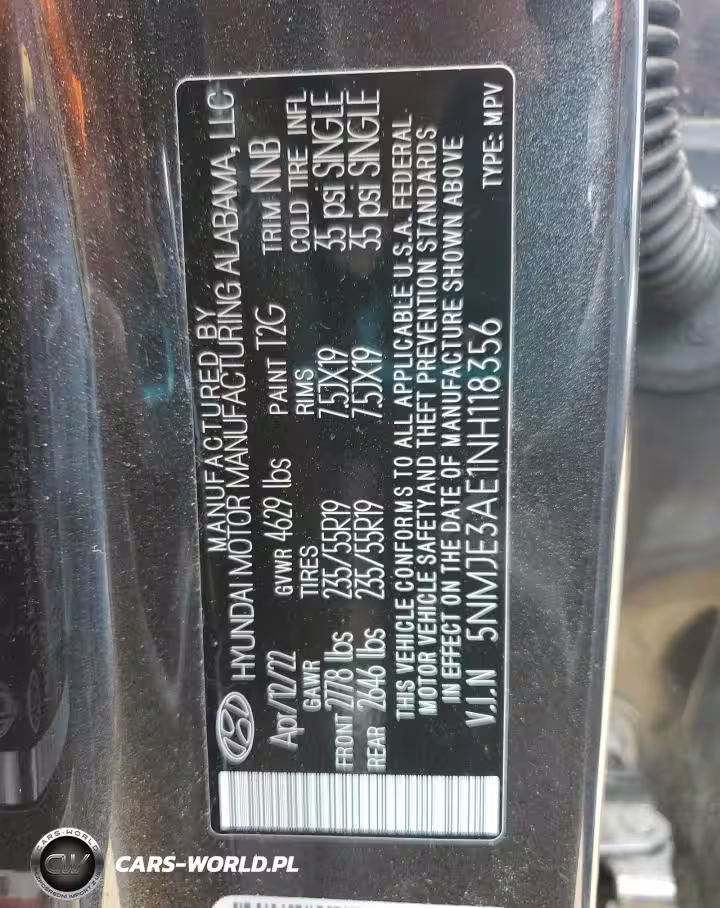 MANUFACTURED BY
HYUNDAI MOTOR MANUFACTURING ALABAMA, LLC
Apr/12/22 GVWR 4629 lbs PAINT T2G TRIM NNB
GAWR TIRES RIMS COLD TIRE INFL
FRONT 2778 lbs 235/55R19 7.5JX19 35 psi SINGLE
REAR 2646 lbs 235/55R19 7.5JX19 35 psi SINGLE
THIS VEHICLE CONFORMS TO ALL APPLICABLE U.S.A. FEDERAL
MOTOR VEHICLE SAFETY AND THEFT PREVENTION STANDARDS
IN EFFECT ON THE DATE OF MANUFACTURE SHOWN ABOVE
V.I.N 5NMJE3AE1NH118356 TYPE: MPV
CARS-WORLD
CW
CARS-WORLD.PL